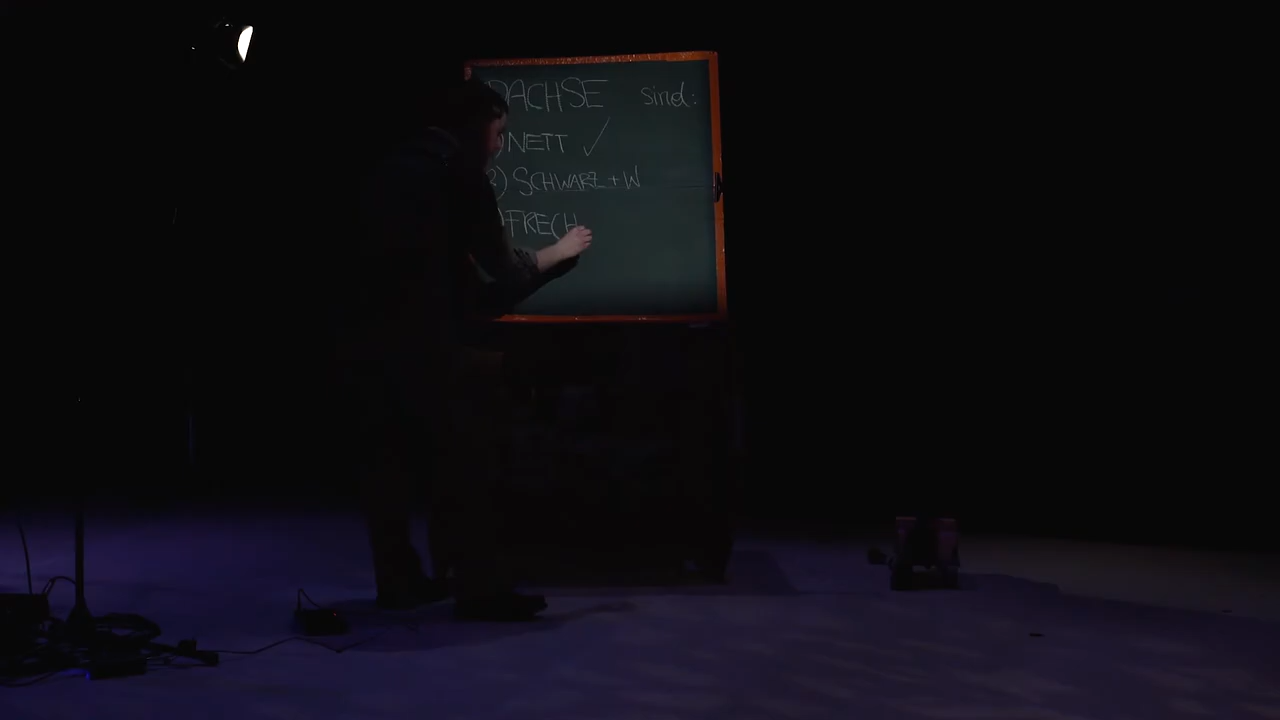 DACHSE sind:
) NETT ✓
2) SCHWARZ + W
) FRECH